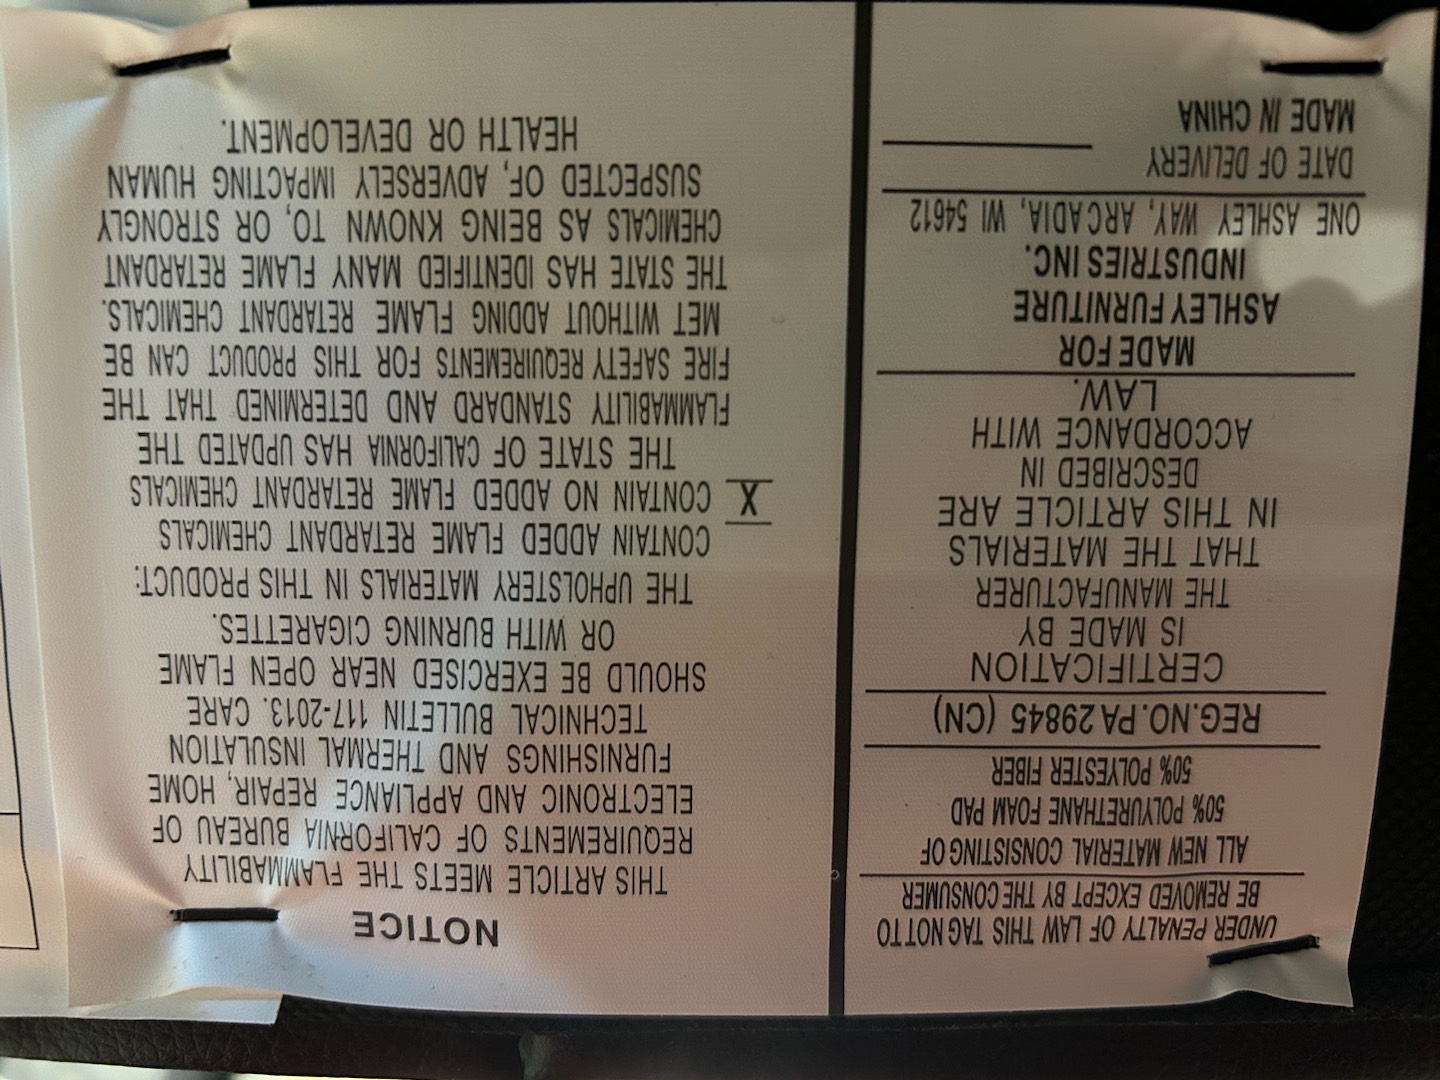 UNDER PENALTY OF LAW THIS TAG NOT TO
BE REMOVED EXCEPT BY THE CONSUMER
ALL NEW MATERIAL CONSISTING OF
50% POLYURETHANE FOAM PAD
50% POLYESTER FIBER
REG.NO.PA 29845 (CN)
CERTIFICATION
IS MADE BY
THE MANUFACTURER
THAT THE MATERIALS
IN THIS ARTICLE ARE
DESCRIBED IN
ACCORDANCE WITH
LAW.
MADE FOR
ASHLEY FURNITURE
INDUSTRIES INC.
ONE ASHLEY WAY, ARCADIA, WI 54612
DATE OF DELIVERY
MADE IN CHINA
NOTICE
THIS ARTICLE MEETS THE FLAMMABILITY
REQUIREMENTS OF CALIFORNIA BUREAU OF
ELECTRONIC AND APPLIANCE REPAIR, HOME
FURNISHINGS AND THERMAL INSULATION
TECHNICAL BULLETIN 117-2013. CARE
SHOULD BE EXERCISED NEAR OPEN FLAME
OR WITH BURNING CIGARETTES.
THE UPHOLSTERY MATERIALS IN THIS PRODUCT:
CONTAIN ADDED FLAME RETARDANT CHEMICALS
X CONTAIN NO ADDED FLAME RETARDANT CHEMICALS
THE STATE OF CALIFORNIA HAS UPDATED THE
FLAMMABILITY STANDARD AND DETERMINED THAT THE
FIRE SAFETY REQUIREMENTS FOR THIS PRODUCT CAN BE
MET WITHOUT ADDING FLAME RETARDANT CHEMICALS.
THE STATE HAS IDENTIFIED MANY FLAME RETARDANT
CHEMICALS AS BEING KNOWN TO, OR STRONGLY
SUSPECTED OF, ADVERSELY IMPACTING HUMAN
HEALTH OR DEVELOPMENT.